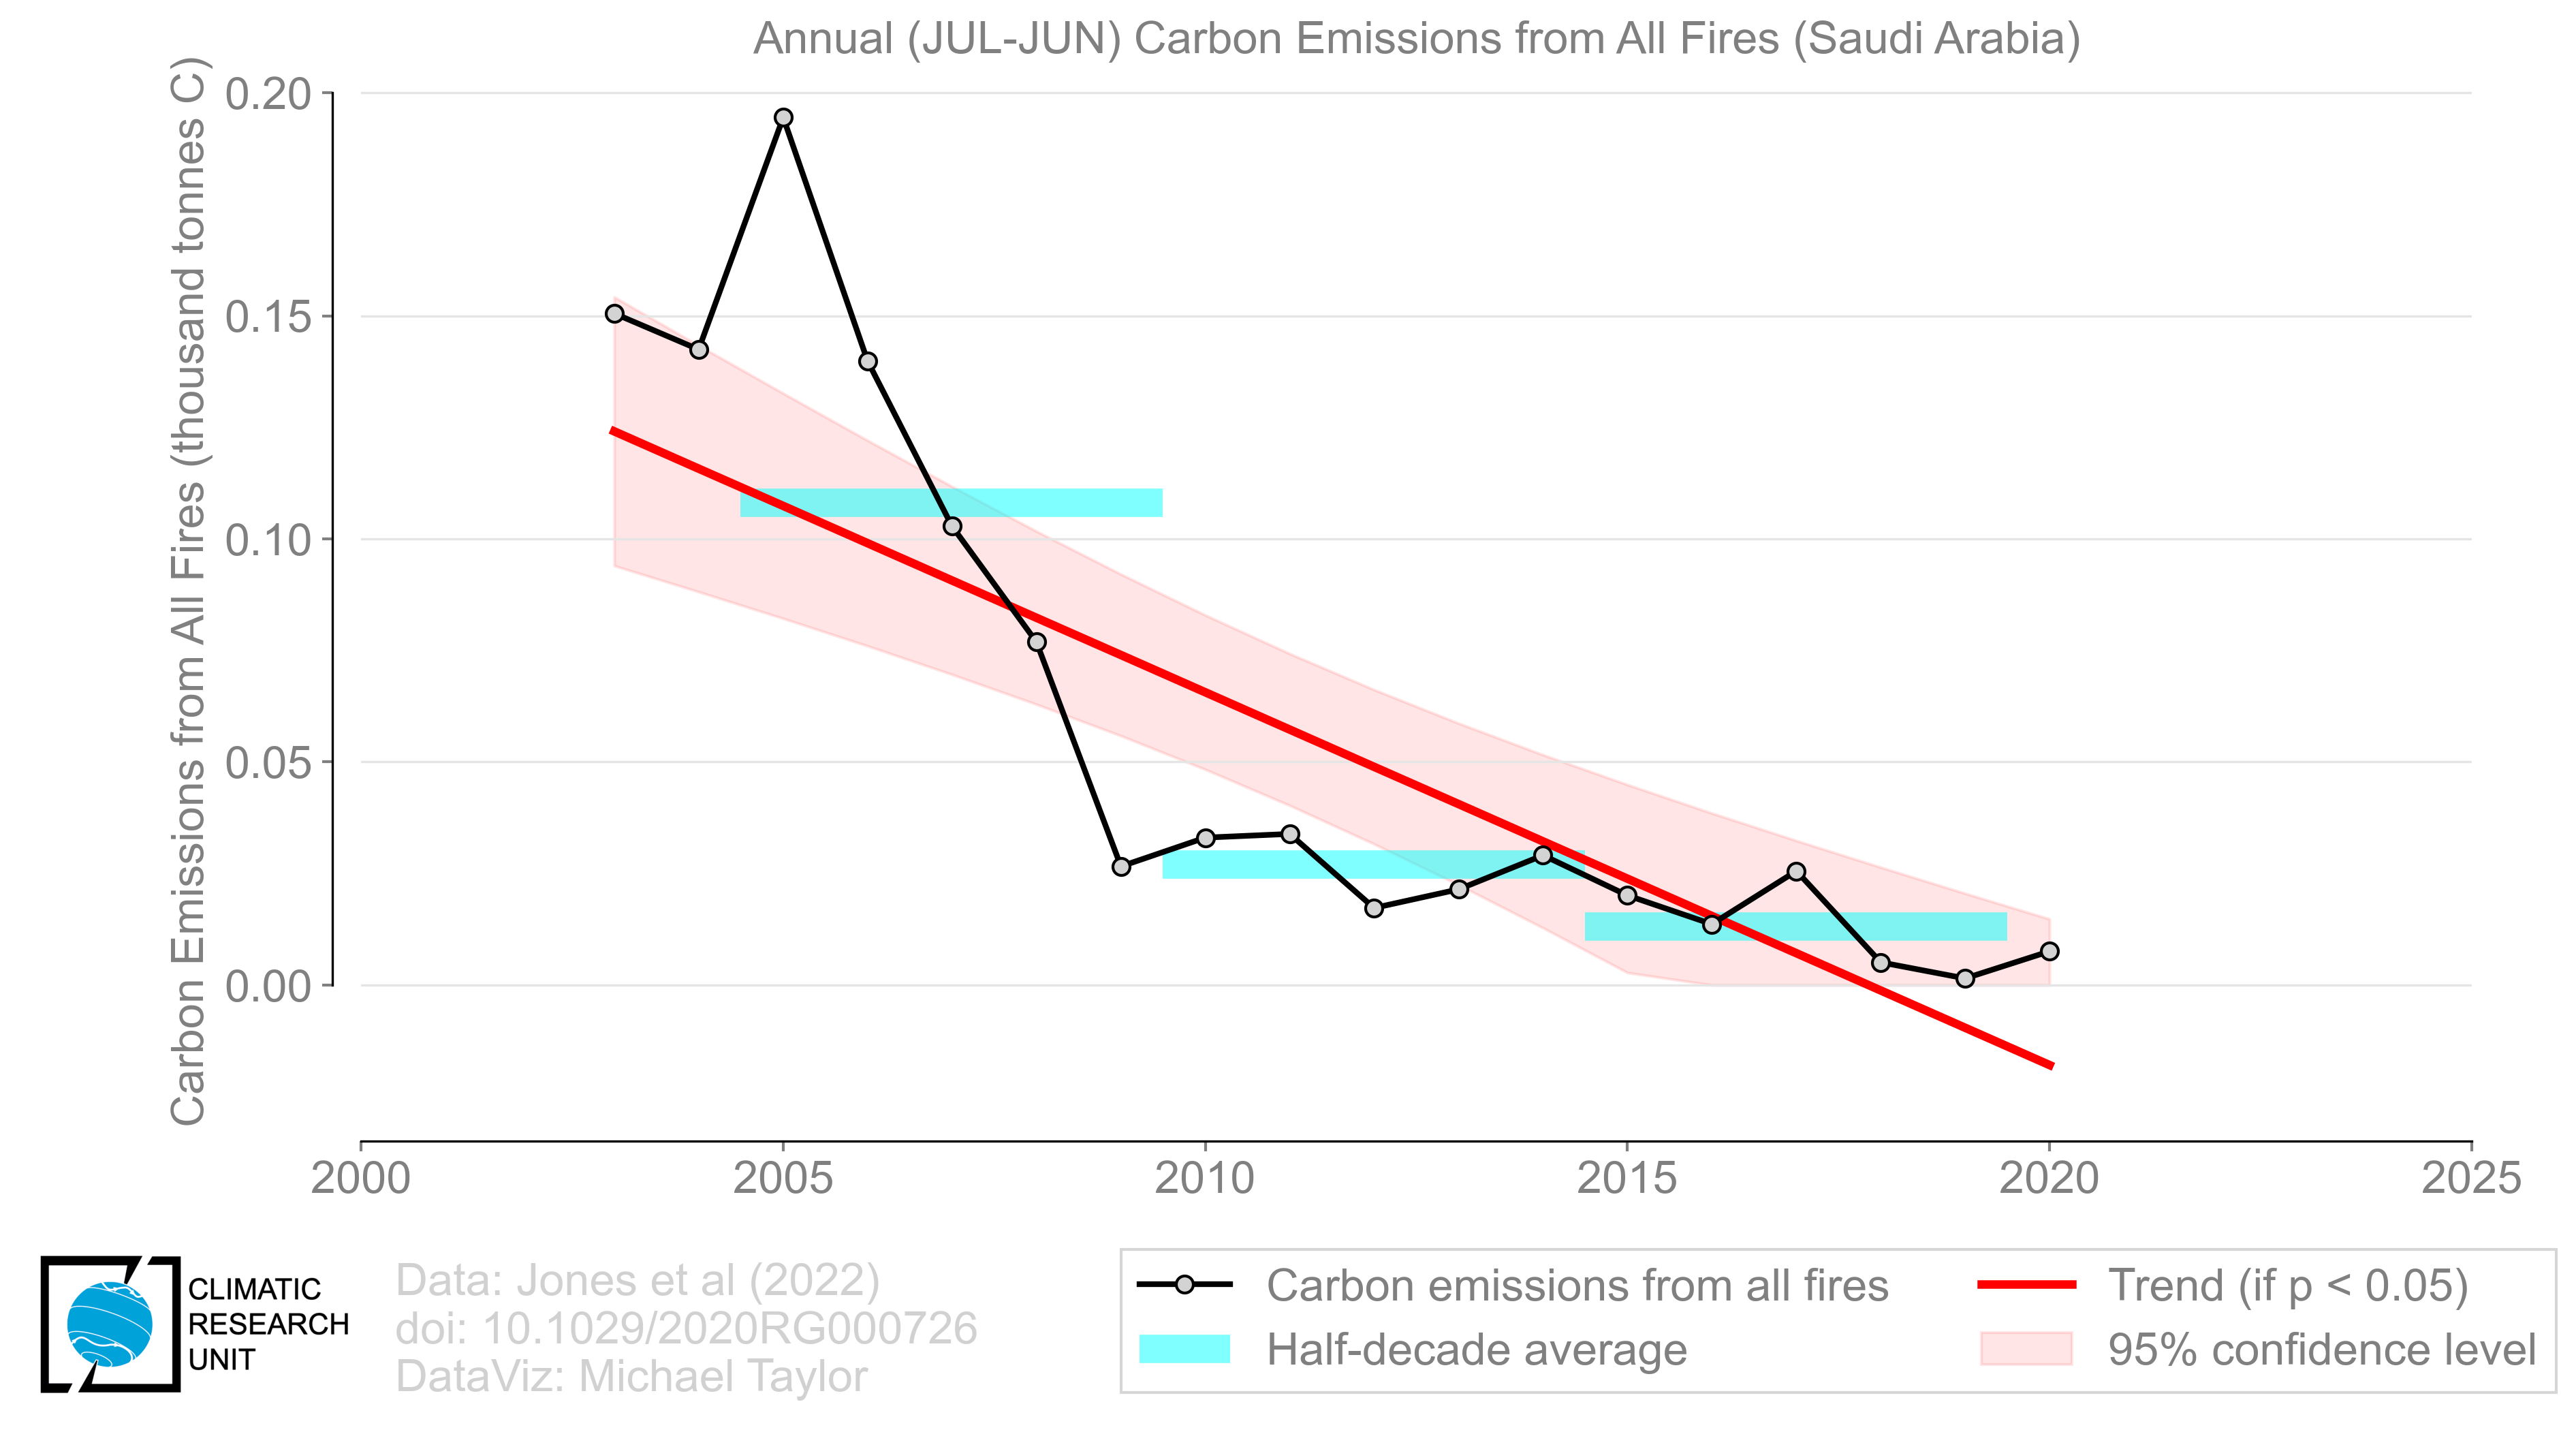 Annual (JUL-JUN) Carbon Emissions from All Fires (Saudi Arabia)
Carbon Emissions from All Fires (thousand tonnes C)
0.20
0.15
0.10
0.05
0.00
2000
2005
2010
2015
2020
2025
CLIMATIC
RESEARCH
UNIT
Data: Jones et al (2022)
doi: 10.1029/2020RG000726
DataViz: Michael Taylor
Carbon emissions from all fires
Half-decade average
Trend (if p < 0.05)
95% confidence level